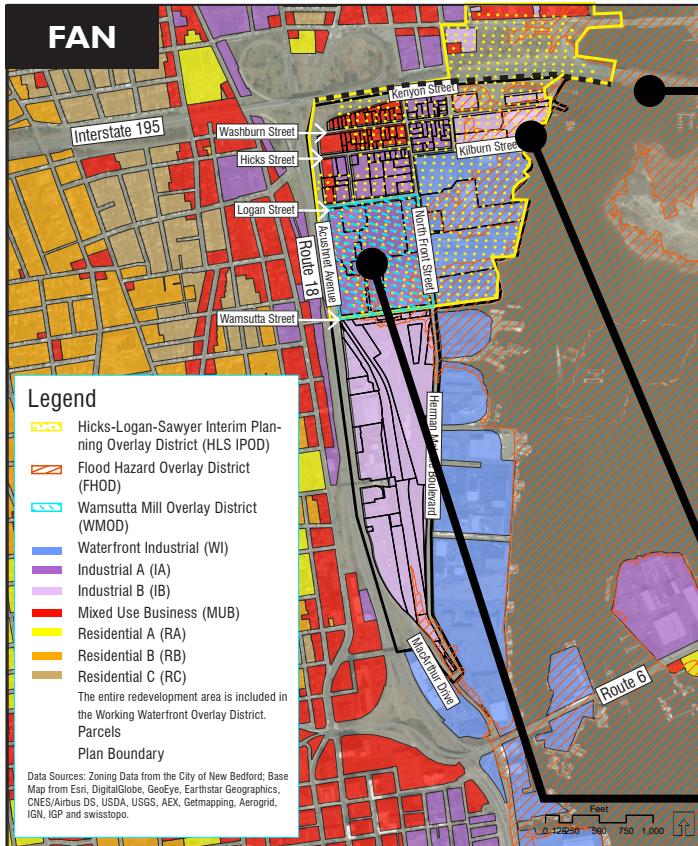 FAN
Kenyon Street
Interstate 195
Washburn Street
Kilburn Street
Hicks Street
Logan Street
North Front Street
Acushnet Avenue
Route 18
Wamsutta Street
Legend
Hicks-Logan-Sawyer Interim Plan-
ning Overlay District (HLS IPOD)
Flood Hazard Overlay District
(FHOD)
Wamsutta Mill Overlay District
(WMOD)
Waterfront Industrial (WI)
Industrial A (IA)
Industrial B (IB)
Mixed Use Business (MUB)
Residential A (RA)
Residential B (RB)
Residential C (RC)
The entire redevelopment area is included in
the Working Waterfront Overlay District.
Parcels
Plan Boundary
Data Sources: Zoning Data from the City of New Bedford; Base
Map from Esri, DigitalGlobe, GeoEye, Earthstar Geographics,
CNES/Airbus DS, USDA, USGS, AEX, Getmapping, Aerogrid,
IGN, IGP and swisstopo.
Herman Boulevard
MacArthur Drive
Route 6
Feet
0 125 250 500 750 1,000